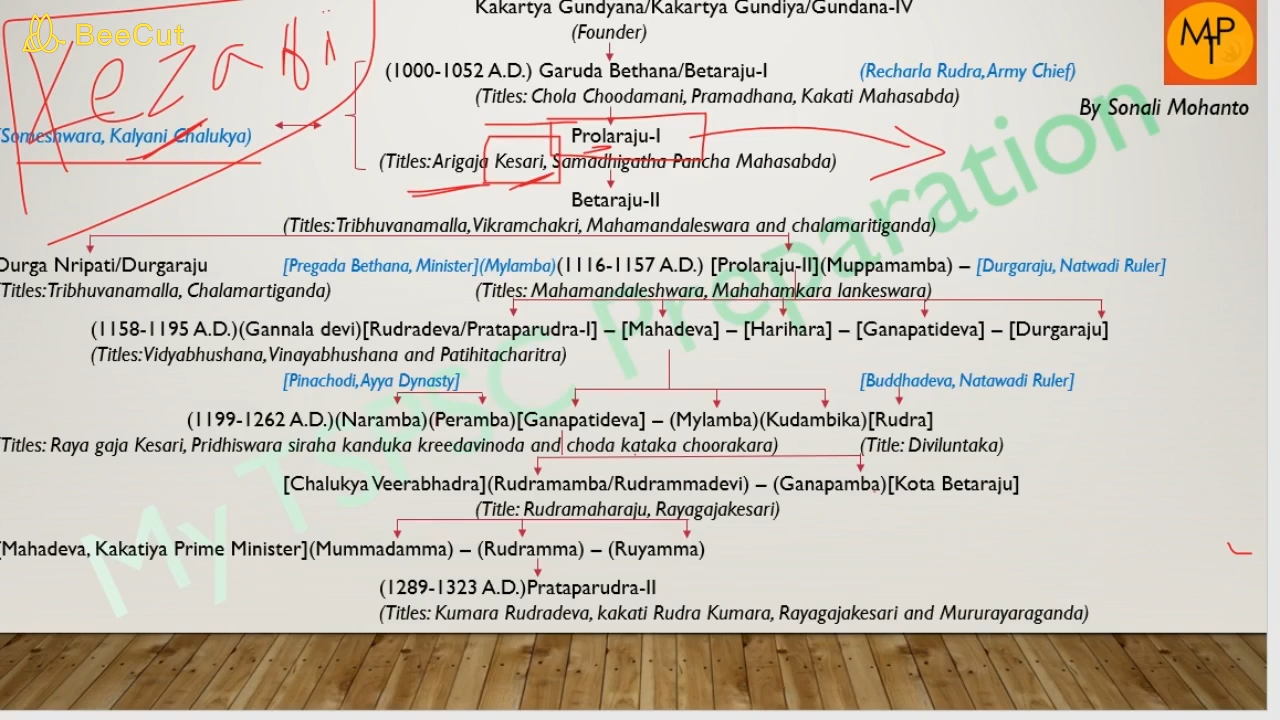 Kakartya Gundyana/Kakartya Gundiya/Gundana-IV
BeeCut
(Founder)
MTP
(1000-1052 A.D.) Garuda Bethana/Betaraju-I (Recharla Rudra, Army Chief)
(Titles: Chola Choodamani, Pramadhana, Kakati Mahasabda)
By Sonali Mohanto
(Someshwara, Kalyani Chalukya) Prolaraju-I
(Titles: Arigaja Kesari, Samadhigatha Pancha Mahasabda)
Betaraju-II
(Titles: Tribhuvanamalla, Vikramchakri, Mahamandaleswara and chalamaritiganda)
Durga Nripati/Durgaraju [Pregada Bethana, Minister](Mylamba)(1116-1157 A.D.) [Prolaraju-II](Muppamamba) – [Durgaraju, Natwadi Ruler]
(Titles: Tribhuvanamalla, Chalamartiganda) (Titles: Mahamandaleshwara, Mahahamkara lankeswara)
(1158-1195 A.D.)(Gannala devi)[Rudradeva/Prataparudra-I] – [Mahadeva] – [Harihara] – [Ganapatideva] – [Durgaraju]
(Titles: Vidyabhushana, Vinayabhushana and Patihitacharitra)
[Pinachodi, Ayya Dynasty] [Buddhadeva, Natawadi Ruler]
(1199-1262 A.D.)(Naramba)(Peramba)[Ganapatideva] – (Mylamba)(Kudambika)[Rudra]
(Titles: Raya gaja Kesari, Pridhiswara siraha kanduka kreedavinoda and choda kataka choorakara) (Title: Diviluntaka)
[Chalukya Veerabhadra](Rudramamba/Rudrammadevi) – (Ganapamba)[Kota Betaraju]
(Title: Rudramaharaju, Rayagajakesari)
[Mahadeva, Kakatiya Prime Minister](Mummadamma) – (Rudramma) – (Ruyamma)
(1289-1323 A.D.)Prataparudra-II
(Titles: Kumara Rudradeva, kakati Rudra Kumara, Rayagajakesari and Mururayaraganda)
My TSPSC Preparation